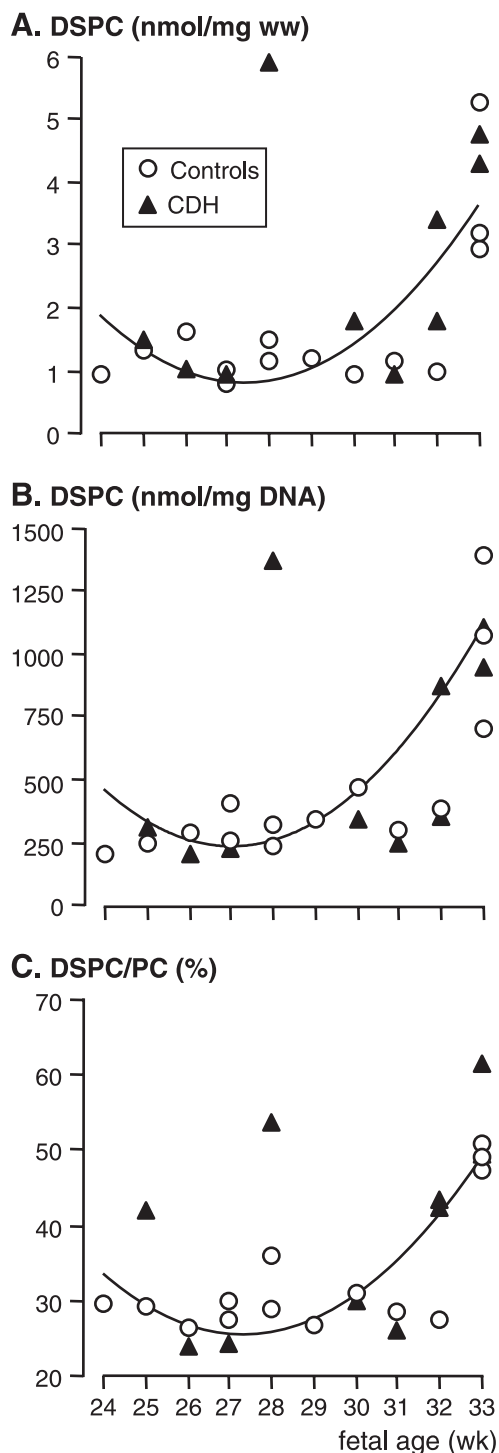 A. DSPC (nmol/mg ww)
6
5
4
3
2
1
0
Controls
CDH
B. DSPC (nmol/mg DNA)
1500
1250
1000
750
500
250
0
C. DSPC/PC (%)
70
60
50
40
30
20
24 25 26 27 28 29 30 31 32 33
fetal age (wk)